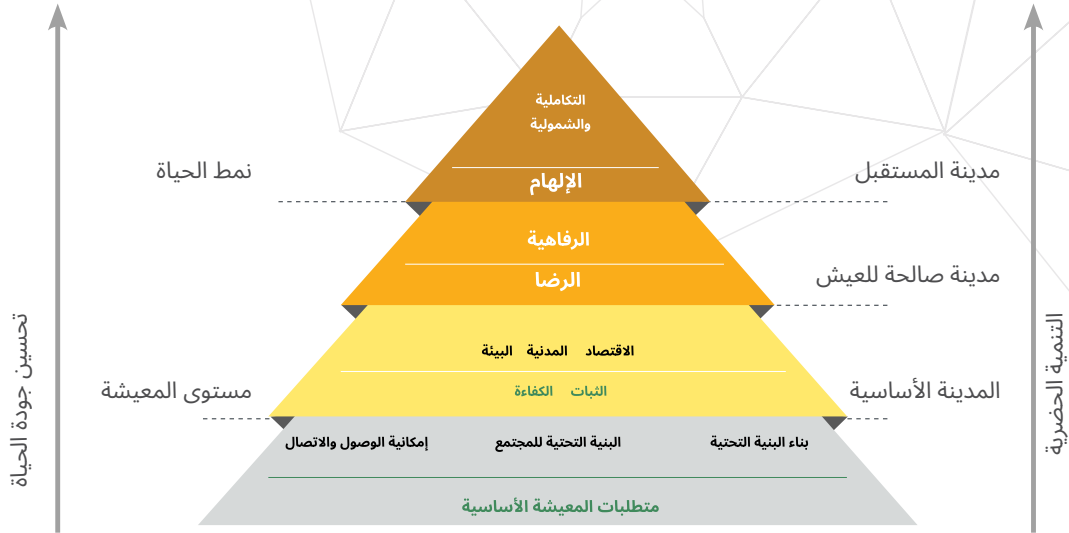 التكاملية
والشمولية
الإلهام
مدينة المستقبل
نمط الحياة
الرفاهية
الرضا
مدينة صالحة للعيش
الاقتصاد المدنية البيئة
الثبات الكفاءة
المدينة الأساسية
مستوى المعيشة
بناء البنية التحتية
البنية التحتية للمجتمع
إمكانية الوصول والاتصال
متطلبات المعيشة الأساسية
التنمية الحضرية
تحسين جودة الحياة